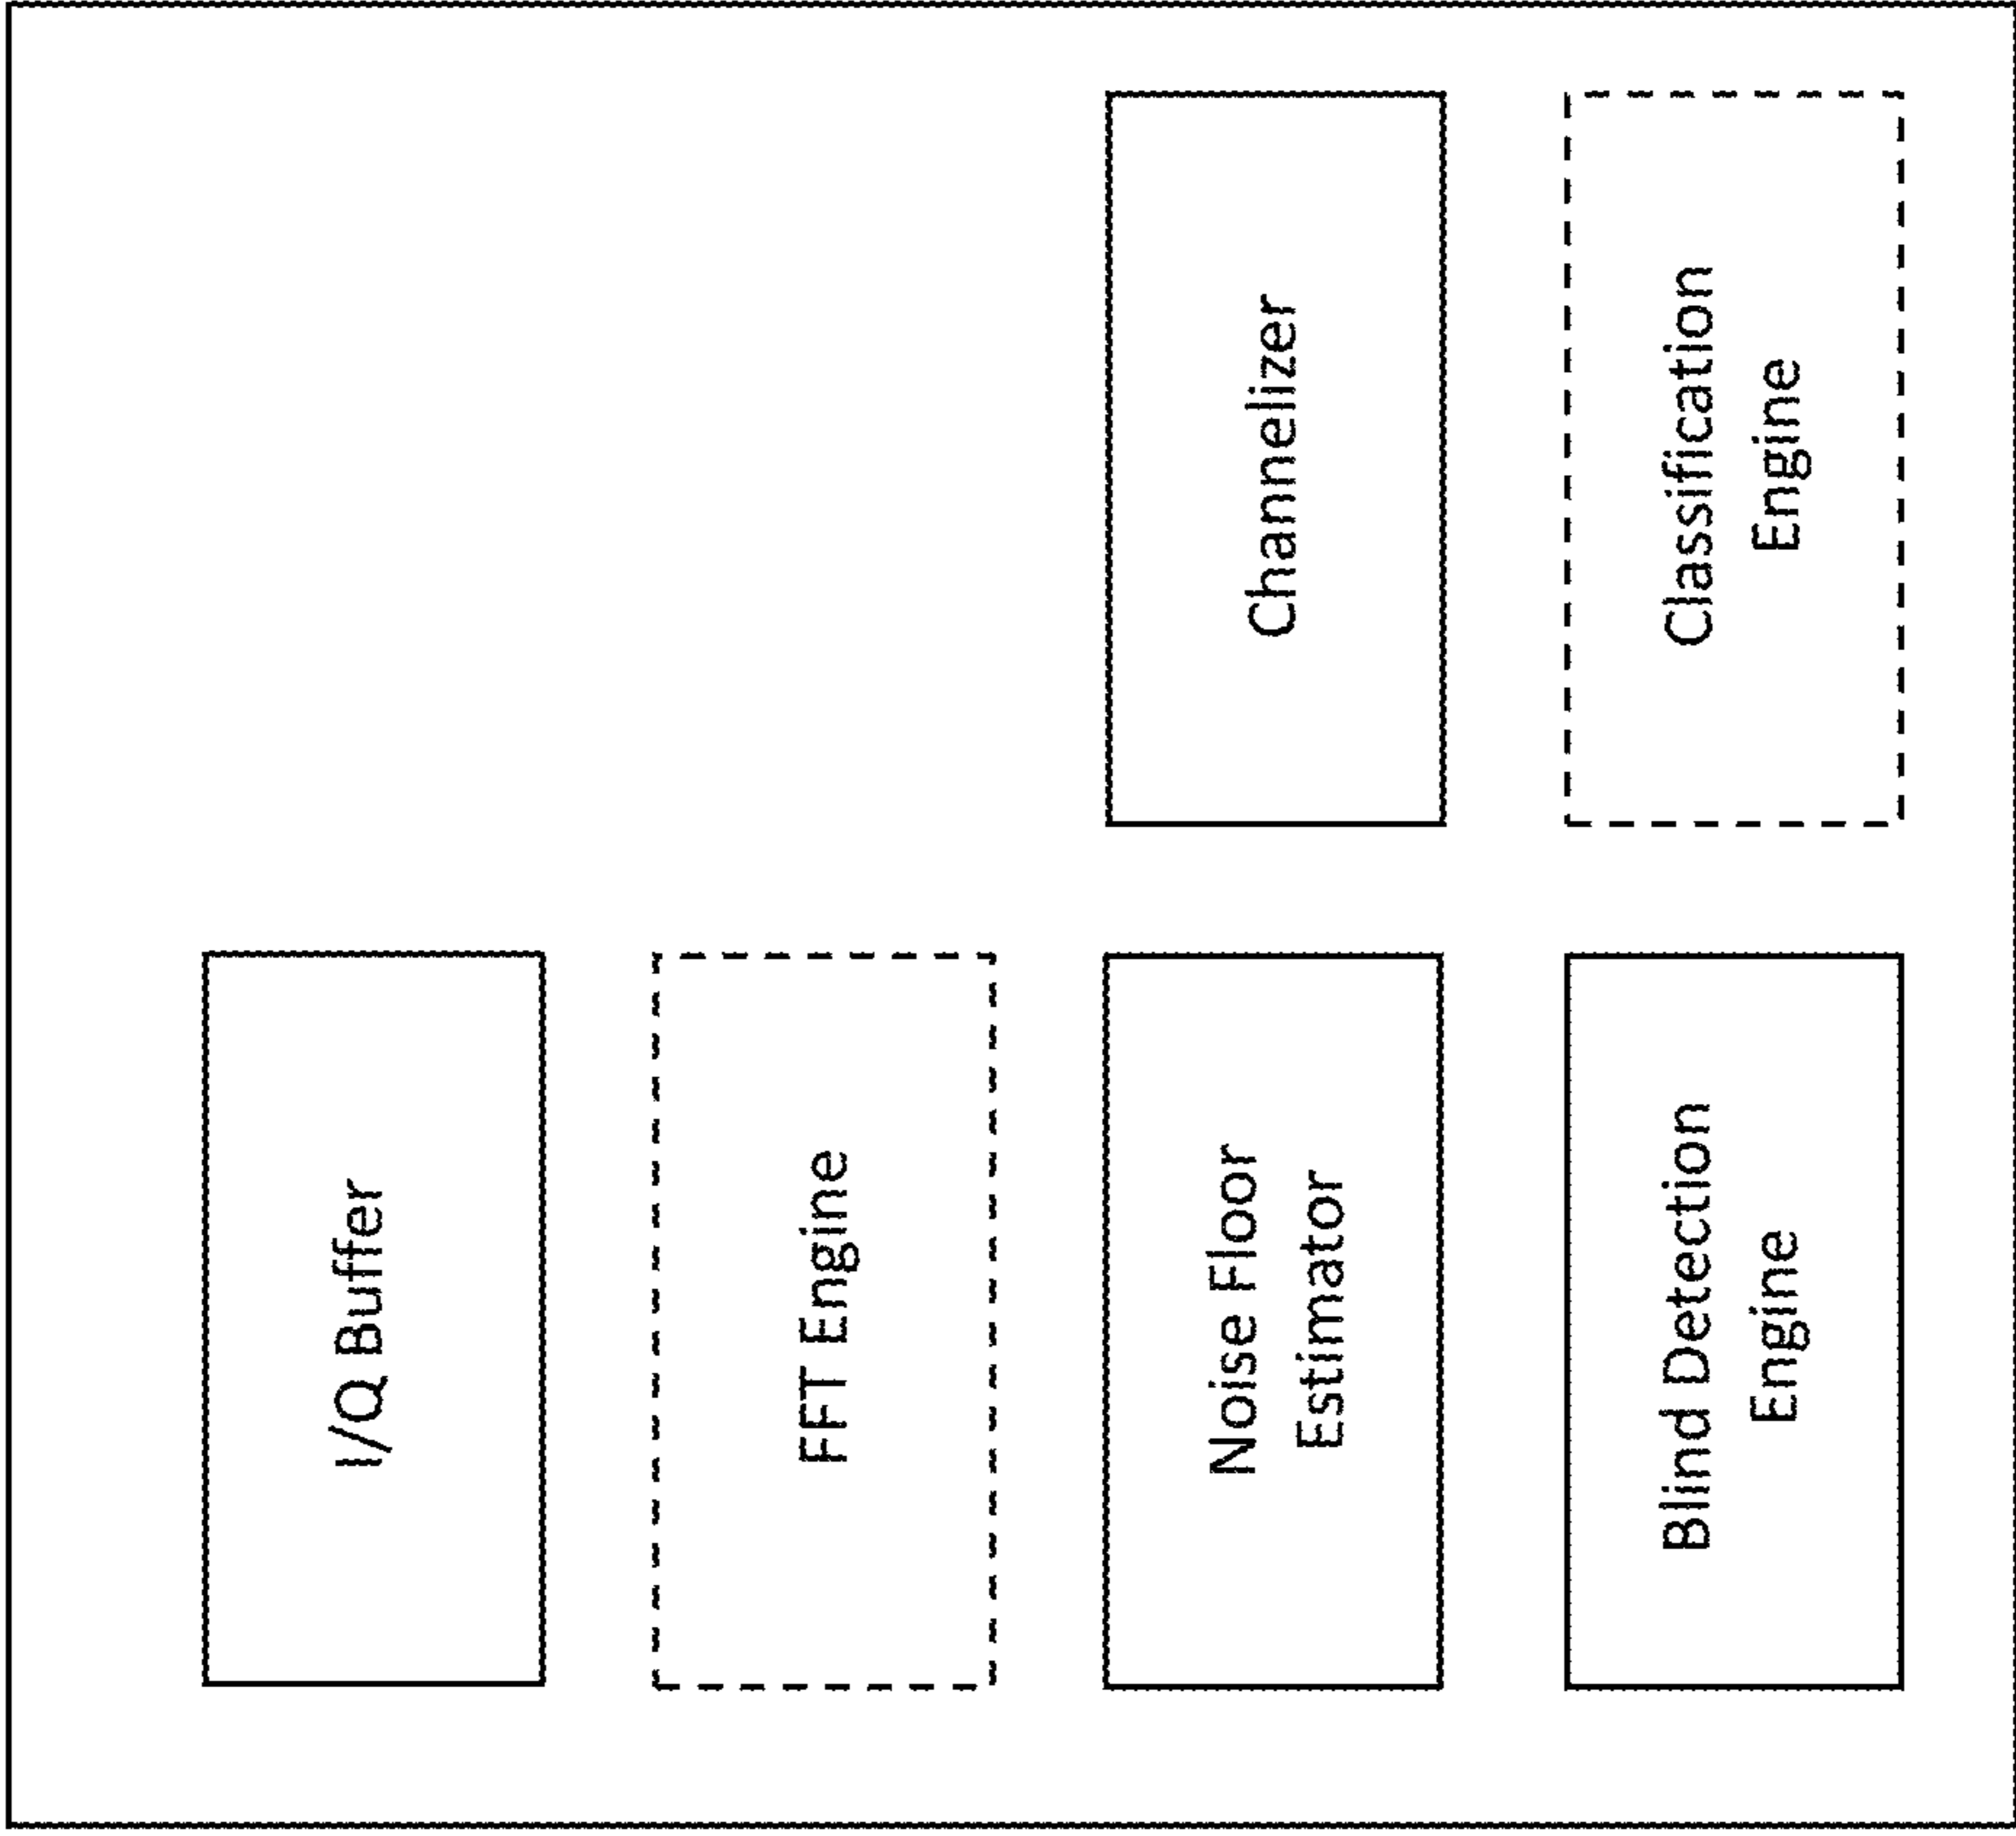 I/Q Buffer
FFT Engine
Noise Floor
Estimator
Channelizer
Blind Detection
Engine
Classification
Engine